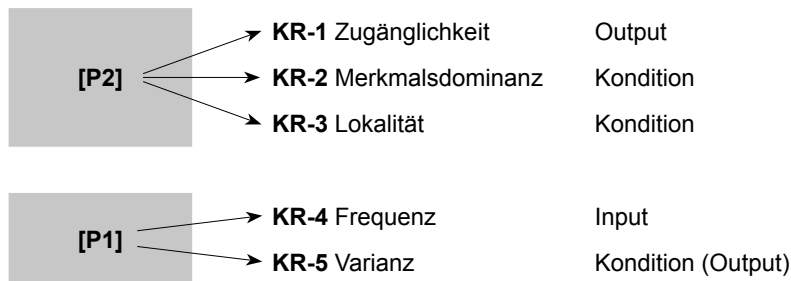 KR-1 Zugänglichkeit Output
[P2] KR-2 Merkmalsdominanz Kondition
KR-3 Lokalität Kondition
KR-4 Frequenz Input
[P1]
KR-5 Varianz Kondition (Output)